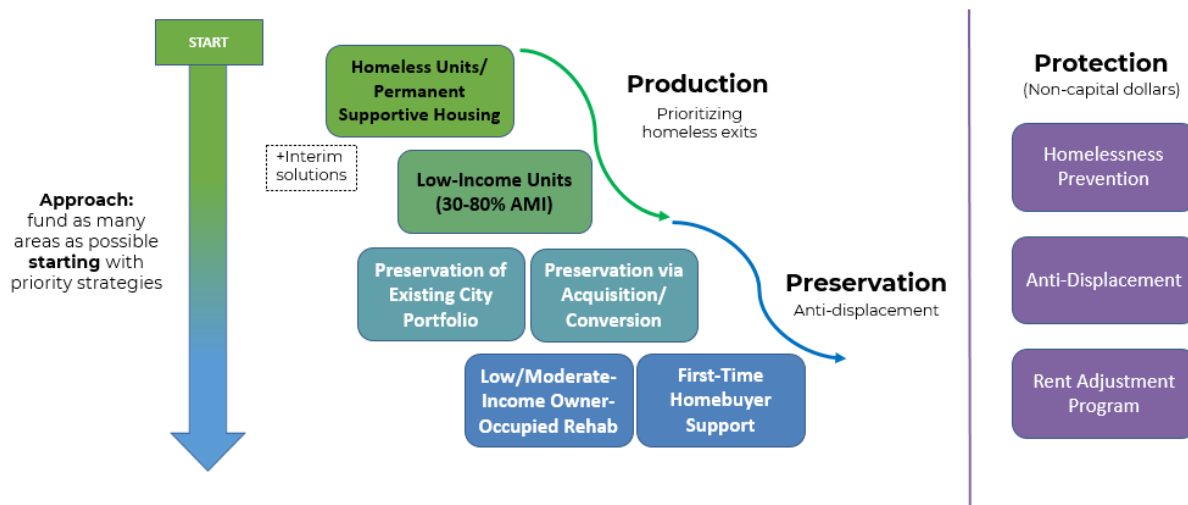 START
Approach:
fund as many
areas as possible
starting with
priority strategies
Homeless Units/
Permanent
Supportive Housing
+Interim
solutions
Low-Income Units
(30-80% AMI)
Production
Prioritizing
homeless exits
Preservation of
Existing City
Portfolio
Preservation via
Acquisition/
Conversion
Preservation
Anti-displacement
Low/Moderate-
Income Owner-
Occupied Rehab
First-Time
Homebuyer
Support
Protection
(Non-capital dollars)
Homelessness
Prevention
Anti-Displacement
Rent Adjustment
Program